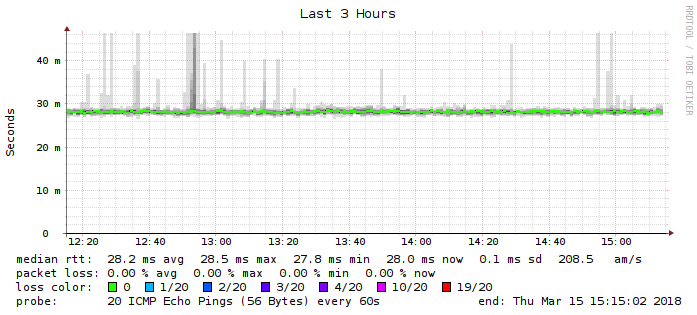 Last 3 Hours
RRDTOOL / TOBI OETIKER
Seconds
40 m
30 m
20 m
10 m
0
12:20 12:40 13:00 13:20 13:40 14:00 14:20 14:40 15:00
median rtt: 28.2 ms avg 28.5 ms max 27.8 ms min 28.0 ms now 0.1 ms sd 208.5 am/s
packet loss: 0.00 % avg 0.00 % max 0.00 % min 0.00 % now
loss color: 0 1/20 2/20 3/20 4/20 10/20 19/20
probe: 20 ICMP Echo Pings (56 Bytes) every 60s end: Thu Mar 15 15:15:02 2018